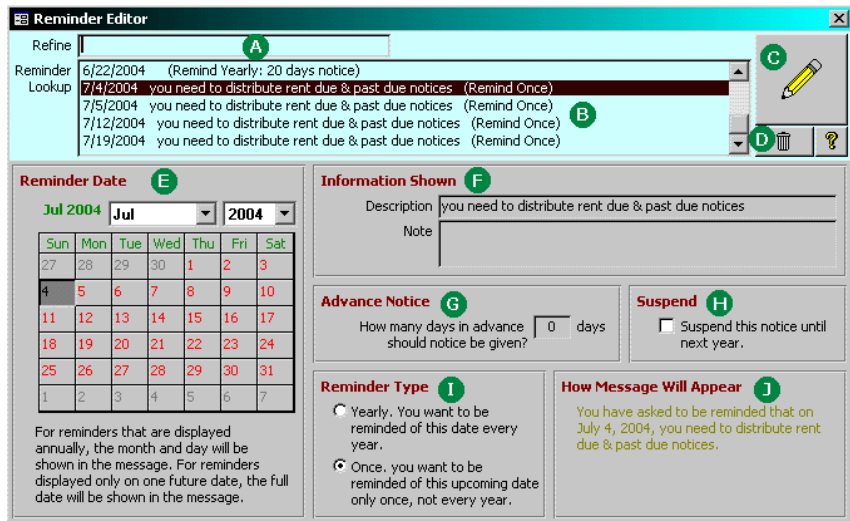 Reminder Editor
Refine
A
Reminder Lookup
6/22/2004 (Remind Yearly: 20 days notice)
7/4/2004 you need to distribute rent due & past due notices (Remind Once)
7/5/2004 you need to distribute rent due & past due notices (Remind Once)
7/12/2004 you need to distribute rent due & past due notices (Remind Once)
7/19/2004 you need to distribute rent due & past due notices (Remind Once)
B
C
D
?
Reminder Date E
Jul 2004 Jul 2004
Sun Mon Tue Wed Thu Fri Sat
27 28 29 30 1 2 3
4 5 6 7 8 9 10
11 12 13 14 15 16 17
18 19 20 21 22 23 24
25 26 27 28 29 30 31
1 2 3 4 5 6 7
For reminders that are displayed
annually, the month and day will be
shown in the message. For reminders
displayed only on one future date, the full
date will be shown in the message.
Information Shown F
Description you need to distribute rent due & past due notices
Note
Advance Notice G
How many days in advance 0 days
should notice be given?
Suspend H
Suspend this notice until
next year.
Reminder Type I
Yearly. You want to be
reminded of this date every
year.
Once. you want to be
reminded of this upcoming date
only once, not every year.
How Message Will Appear J
You have asked to be reminded that on
July 4, 2004, you need to distribute rent
due & past due notices.